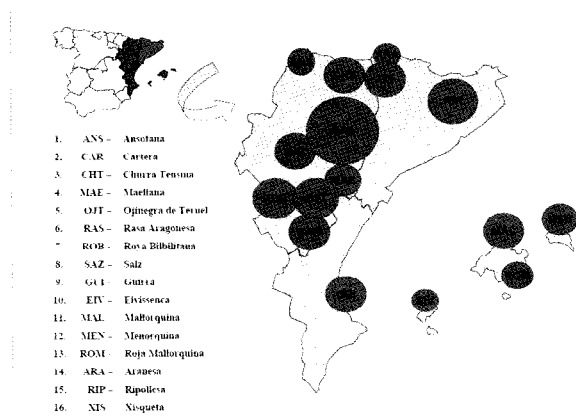 1. ANS – Ansotana
2. CAR – Cartera
3. CHT – Churra Tensina
4. MAE – Maellana
5. OJT – Ojinegra de Teruel
6. RAS – Rasa Aragonesa
7 ROB – Roya Bilbilitana
8. SAZ – Salz
9. GUI – Guirra
10. EIV – Eivissenca
11. MAL Mallorquina
12. MEN – Menorquina
13. ROM – Roja Mallorquina
14. ARA – Aranesa
15. RIP – Ripollesa
16. XIS Xisqueta